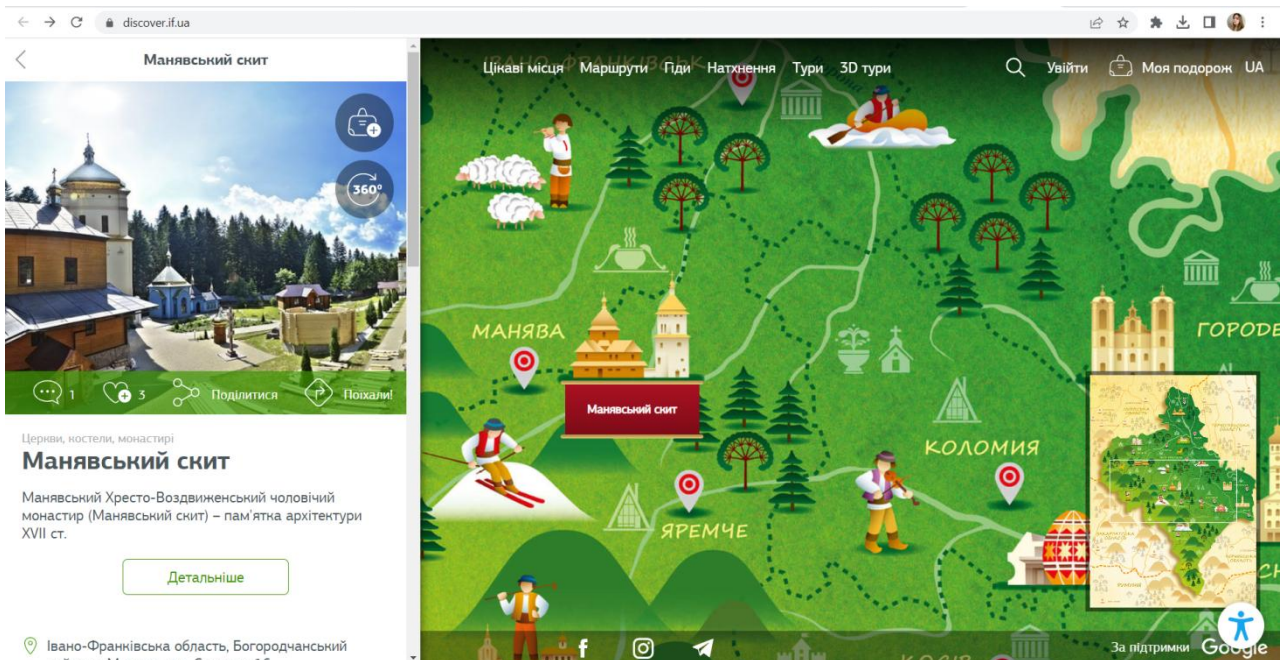 discover.if.ua
Манявський скит
Цікаві місця Маршрути Гіди Натхнення Тури 3D тури
Увійти Моя подорож UA
360°
1 3 Поділитися Поїхали!
Церкви, костели, монастирі
Манявський скит
Манявський Хресто-Воздвиженський чоловічий
монастир (Манявський скит) – пам'ятка архітектури
XVII ст.
Детальніше
Івано-Франківська область, Богородчанський
ІВАНО-ФРАНКІВСЬК
МАНЯВА
Манявський скит
ГОРОДЕ
КОЛОМИЯ
ЯРЕМЧЕ
За підтримки Google